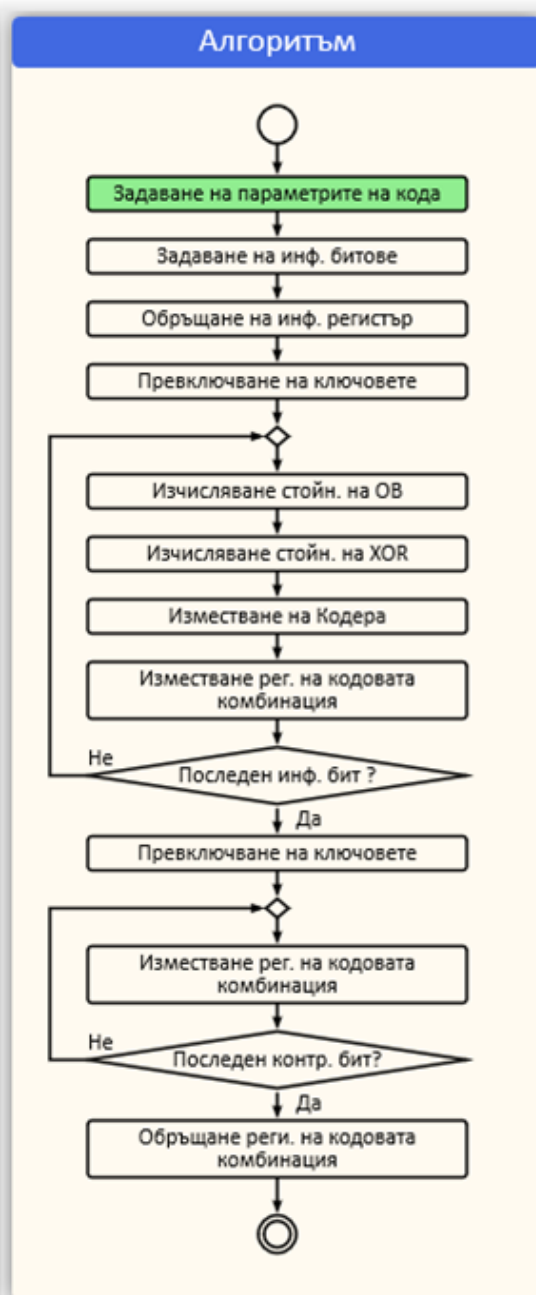 Алгоритъм
Задаване на параметрите на кода
Задаване на инф. битове
Обръщане на инф. регистър
Превключване на ключовете
Изчисляване стойн. на ОВ
Изчисляване стойн. на XOR
Изместване на Кодера
Изместване рег. на кодовата
комбинация
Не
Последен инф. бит ?
Да
Превключване на ключовете
Изместване рег. на кодовата
комбинация
Не
Последен контр. бит?
Да
Обръщане реги. на кодовата
комбинация